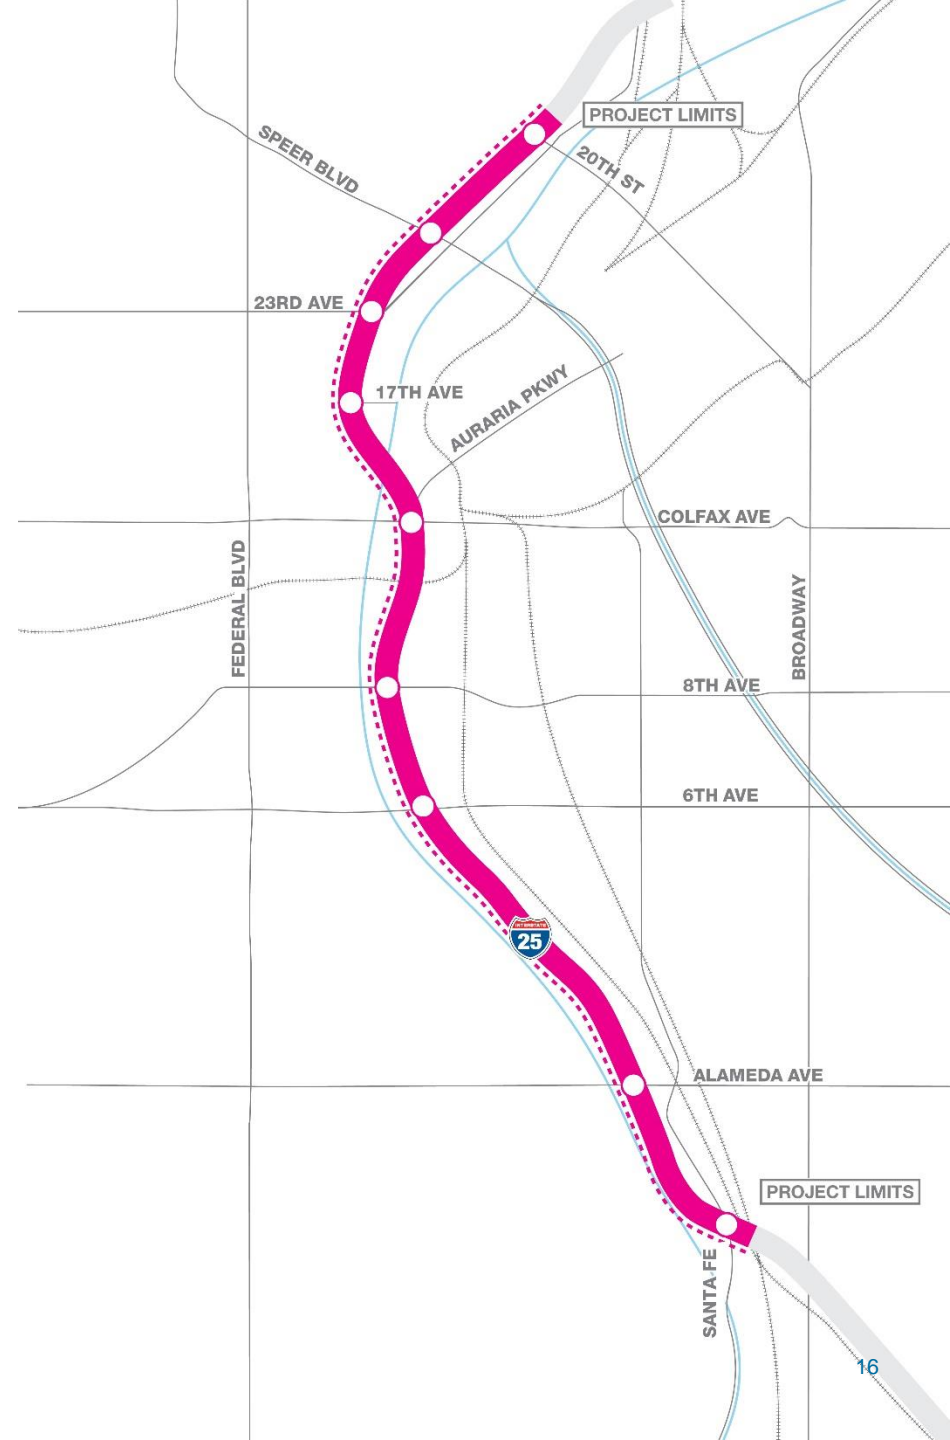 PROJECT LIMITS
SPEER BLVD
20TH ST
23RD AVE
17TH AVE
AURARIA PKWY
COLFAX AVE
FEDERAL BLVD
BROADWAY
8TH AVE
6TH AVE
INTERSTATE
25
ALAMEDA AVE
PROJECT LIMITS
SANTA FE
16